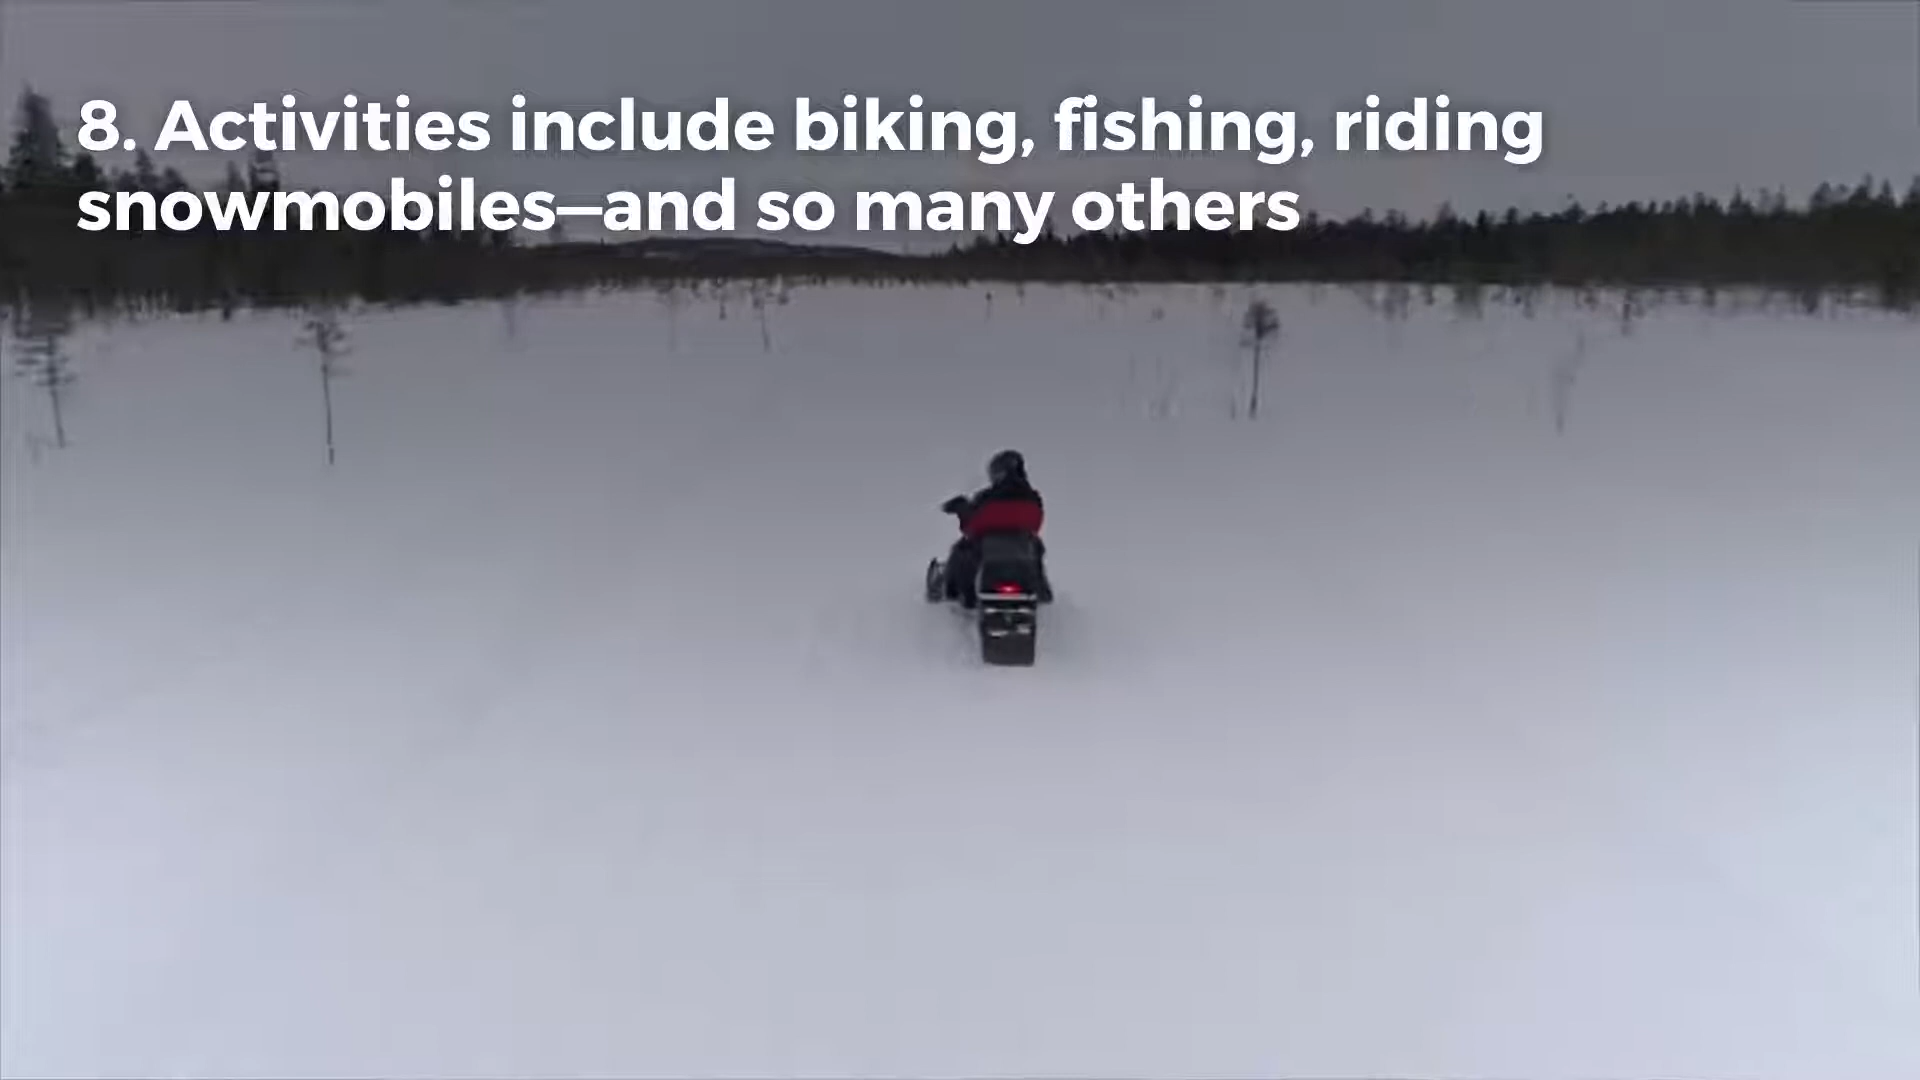 8. Activities include biking, fishing, riding
snowmobiles—and so many others